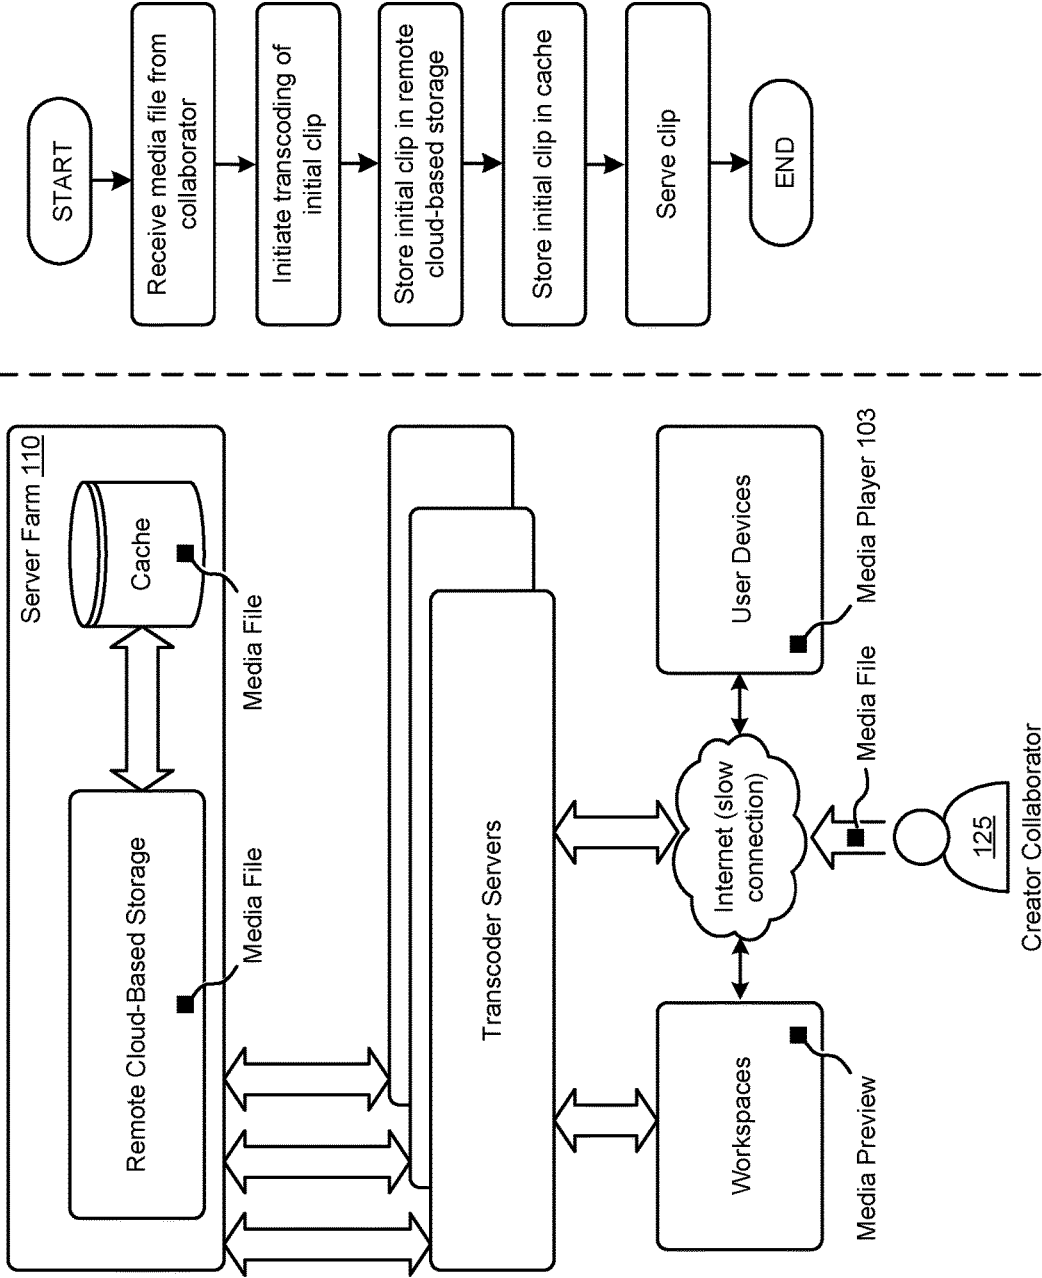 Server Farm 110
Remote Cloud-Based Storage
Cache
Media File
Media File
Transcoder Servers
Workspaces
Internet (slow
connection)
User Devices
Media Preview
Media File
Media Player 103
125
Creator Collaborator
START
Receive media file from
collaborator
Initiate transcoding of
initial clip
Store initial clip in remote
cloud-based storage
Store initial clip in cache
Serve clip
END